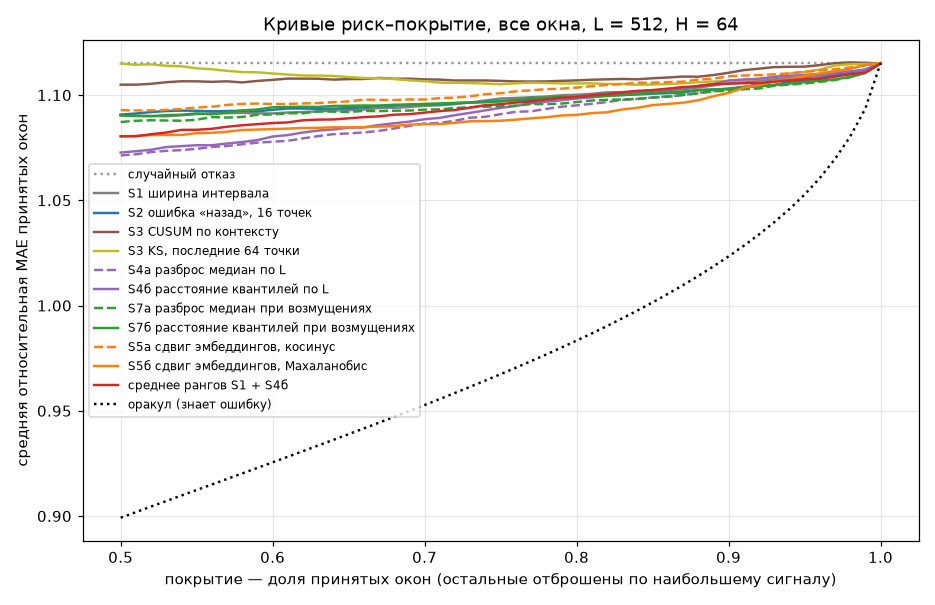 Кривые риск–покрытие, все окна, L = 512, H = 64
средняя относительная MAE принятых окон
1.10
1.05
1.00
0.95
0.90
случайный отказ
S1 ширина интервала
S2 ошибка «назад», 16 точек
S3 CUSUM по контексту
S3 KS, последние 64 точки
S4а разброс медиан по L
S4б расстояние квантилей по L
S7а разброс медиан при возмущениях
S7б расстояние квантилей при возмущениях
S5а сдвиг эмбеддингов, косинус
S5б сдвиг эмбеддингов, Махаланобис
среднее рангов S1 + S4б
оракул (знает ошибку)
0.5 0.6 0.7 0.8 0.9 1.0
покрытие — доля принятых окон (остальные отброшены по наибольшему сигналу)